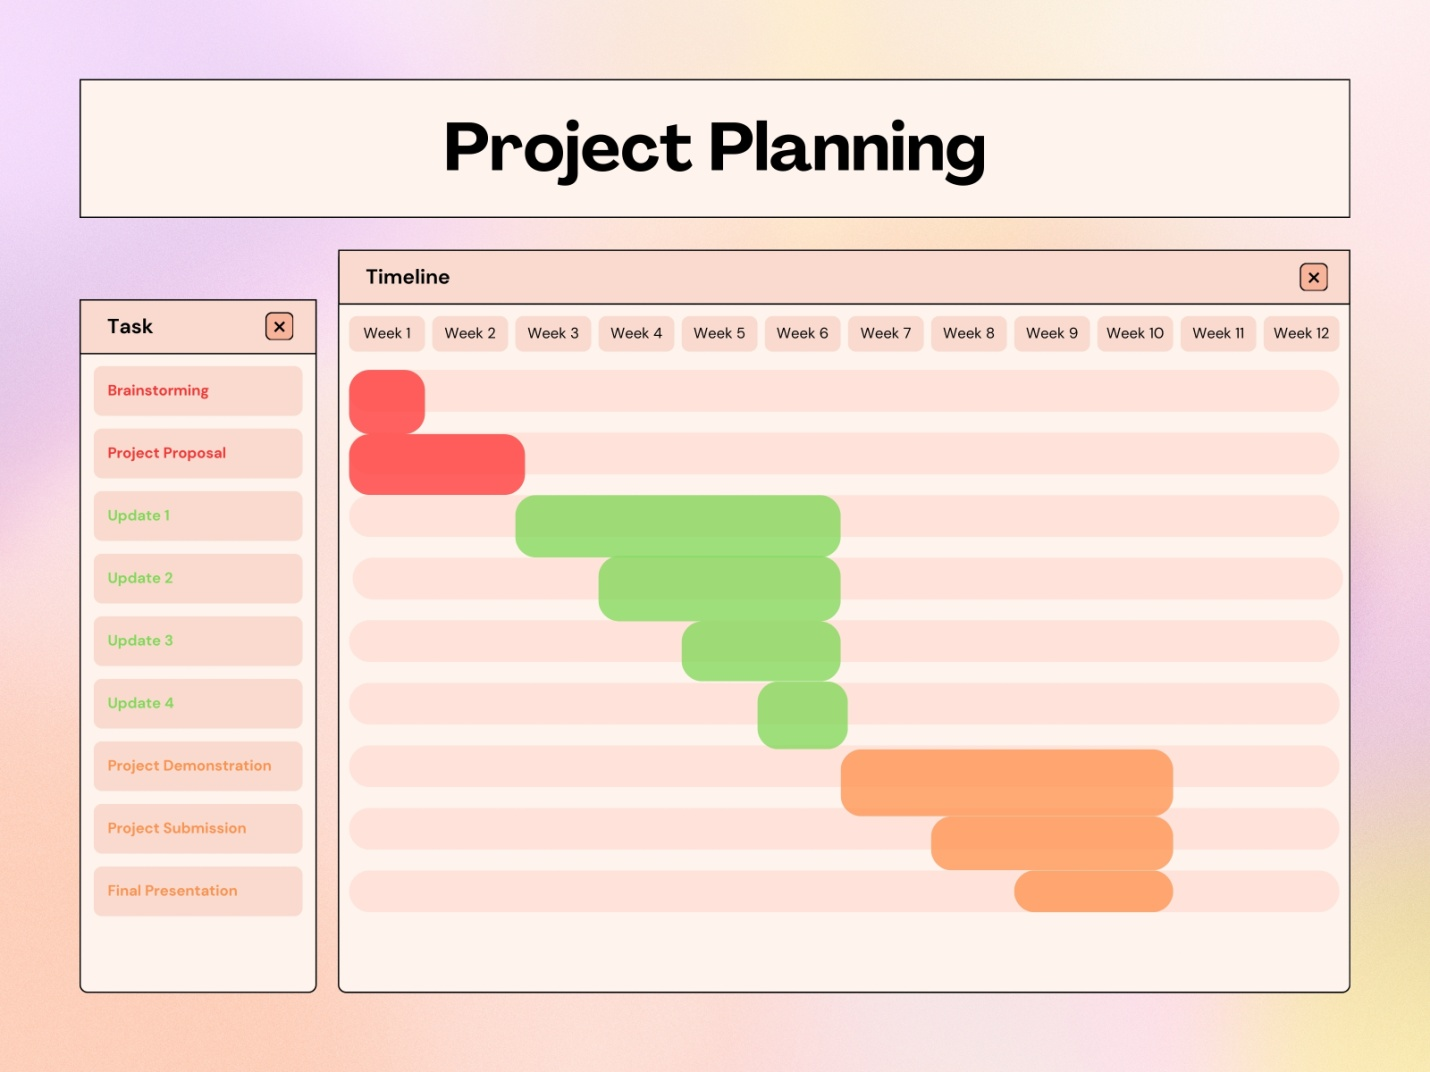 Project Planning
Timeline
Task
Week 1 Week 2 Week 3 Week 4 Week 5 Week 6 Week 7 Week 8 Week 9 Week 10 Week 11 Week 12
Brainstorming
Project Proposal
Update 1
Update 2
Update 3
Update 4
Project Demonstration
Project Submission
Final Presentation